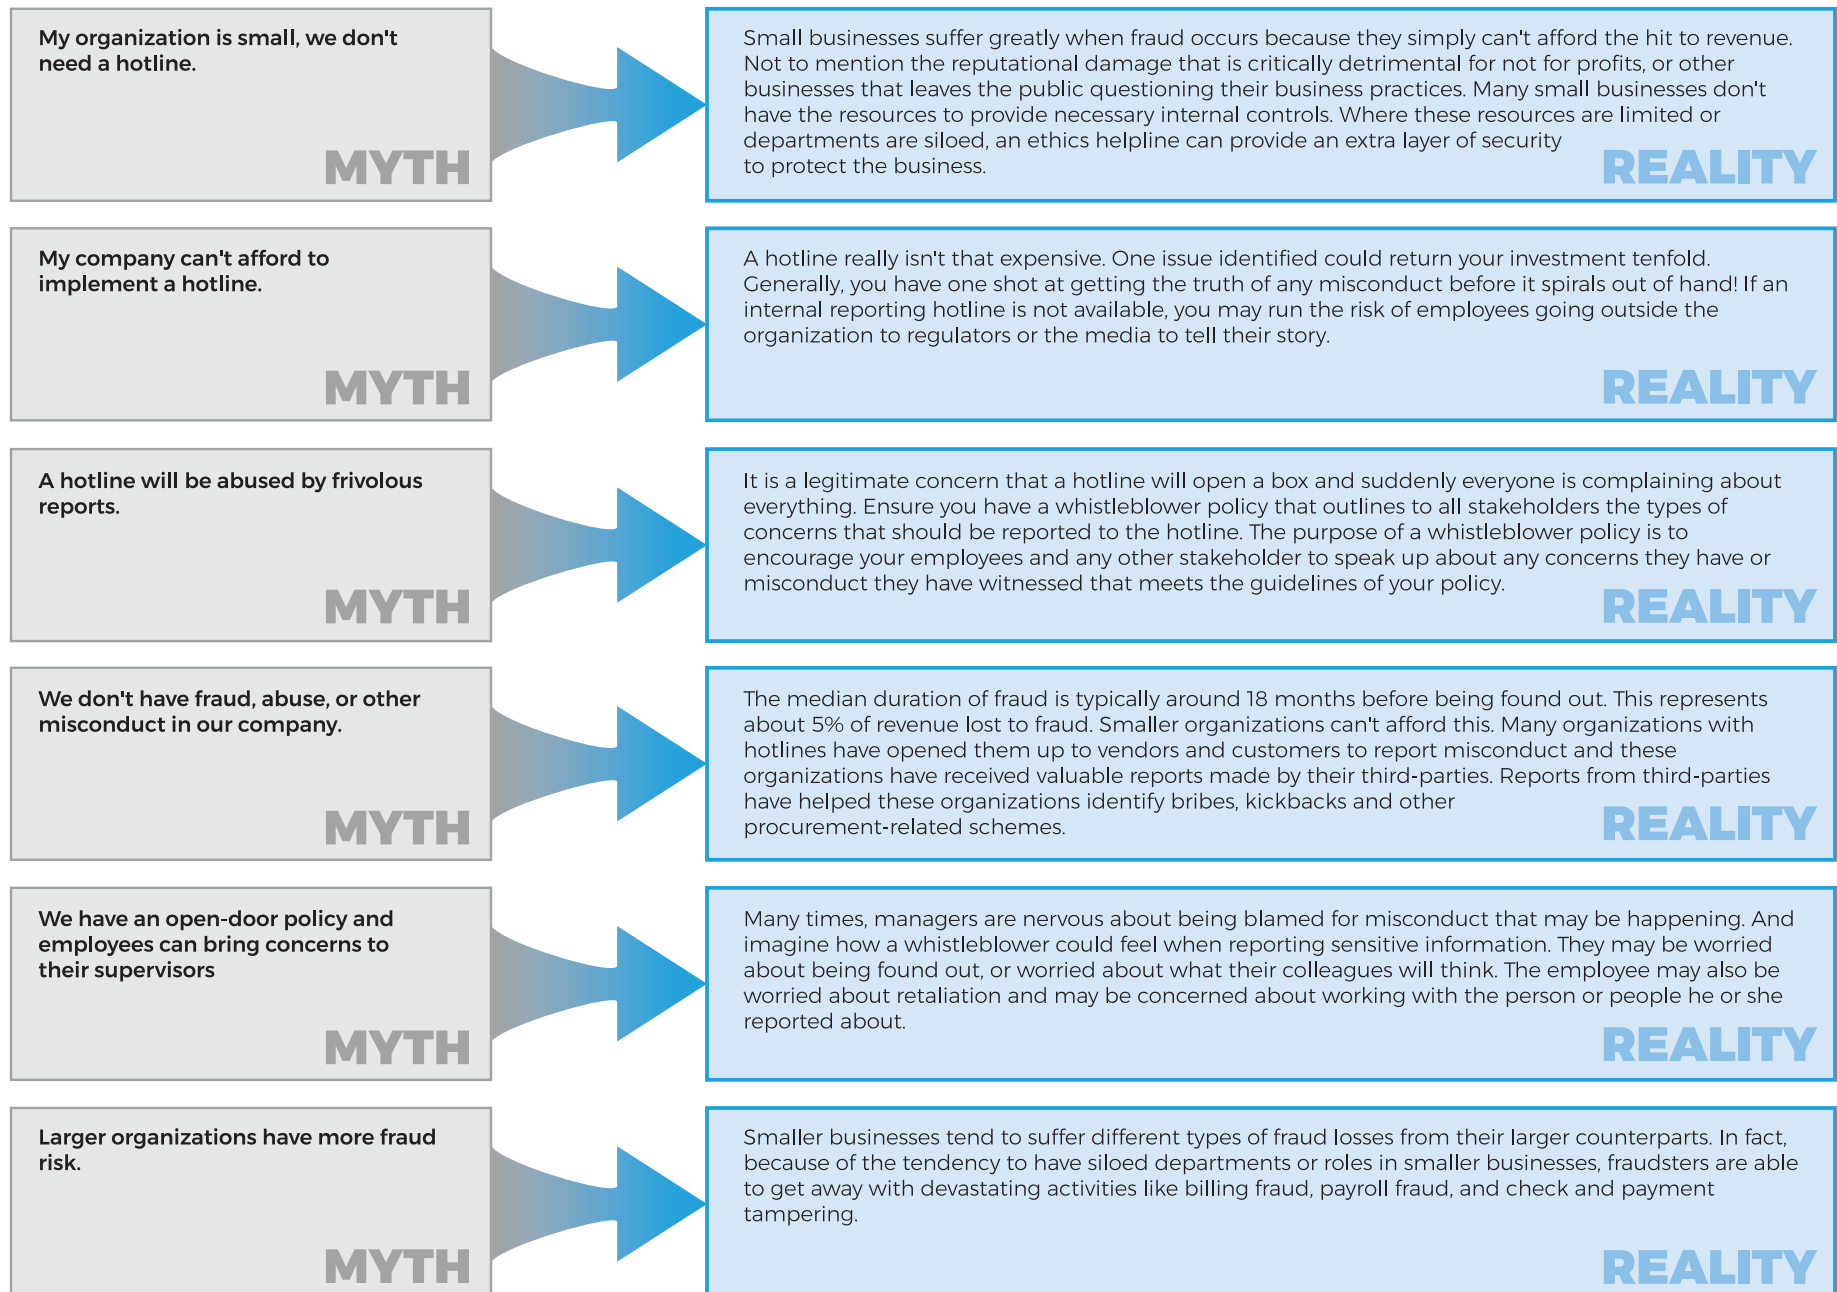 My organization is small, we don't
need a hotline.
MYTH
Small businesses suffer greatly when fraud occurs because they simply can't afford the hit to revenue.
Not to mention the reputational damage that is critically detrimental for not for profits, or other
businesses that leaves the public questioning their business practices. Many small businesses don't
have the resources to provide necessary internal controls. Where these resources are limited or
departments are siloed, an ethics helpline can provide an extra layer of security
to protect the business.
REALITY
My company can't afford to
implement a hotline.
MYTH
A hotline really isn't that expensive. One issue identified could return your investment tenfold.
Generally, you have one shot at getting the truth of any misconduct before it spirals out of hand! If an
internal reporting hotline is not available, you may run the risk of employees going outside the
organization to regulators or the media to tell their story.
REALITY
A hotline will be abused by frivolous
reports.
MYTH
It is a legitimate concern that a hotline will open a box and suddenly everyone is complaining about
everything. Ensure you have a whistleblower policy that outlines to all stakeholders the types of
concerns that should be reported to the hotline. The purpose of a whistleblower policy is to
encourage your employees and any other stakeholder to speak up about any concerns they have or
misconduct they have witnessed that meets the guidelines of your policy.
REALITY
We don't have fraud, abuse, or other
misconduct in our company.
MYTH
The median duration of fraud is typically around 18 months before being found out. This represents
about 5% of revenue lost to fraud. Smaller organizations can't afford this. Many organizations with
hotlines have opened them up to vendors and customers to report misconduct and these
organizations have received valuable reports made by their third-parties. Reports from third-parties
have helped these organizations identify bribes, kickbacks and other
procurement-related schemes.
REALITY
We have an open-door policy and
employees can bring concerns to
their supervisors
MYTH
Many times, managers are nervous about being blamed for misconduct that may be happening. And
imagine how a whistleblower could feel when reporting sensitive information. They may be worried
about being found out, or worried about what their colleagues will think. The employee may also be
worried about retaliation and may be concerned about working with the person or people he or she
reported about.
REALITY
Larger organizations have more fraud
risk.
MYTH
Smaller businesses tend to suffer different types of fraud losses from their larger counterparts. In fact,
because of the tendency to have siloed departments or roles in smaller businesses, fraudsters are able
to get away with devastating activities like billing fraud, payroll fraud, and check and payment
tampering.
REALITY